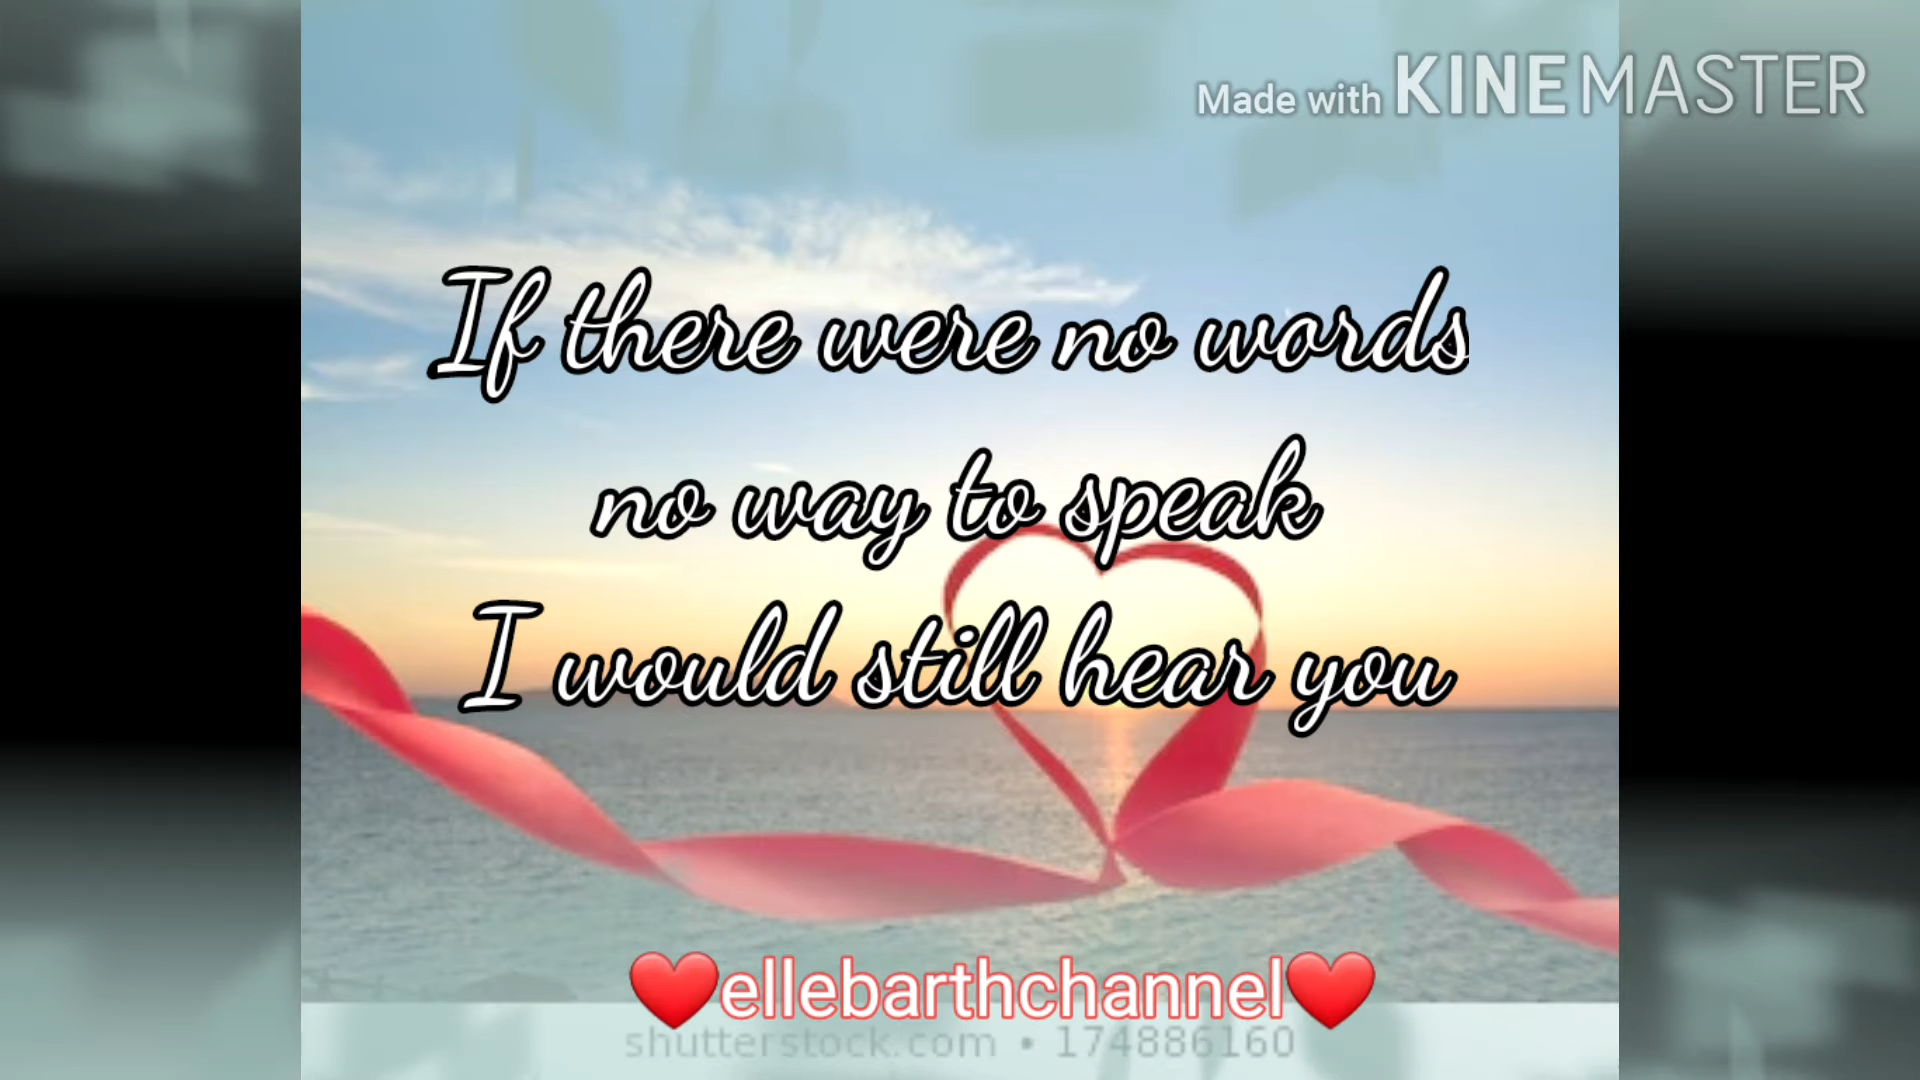 Made with KINEMASTER
If there were no words
no way to speak
I would still hear you
❤ellebarthchannel❤
shutterstock.com • 174886160